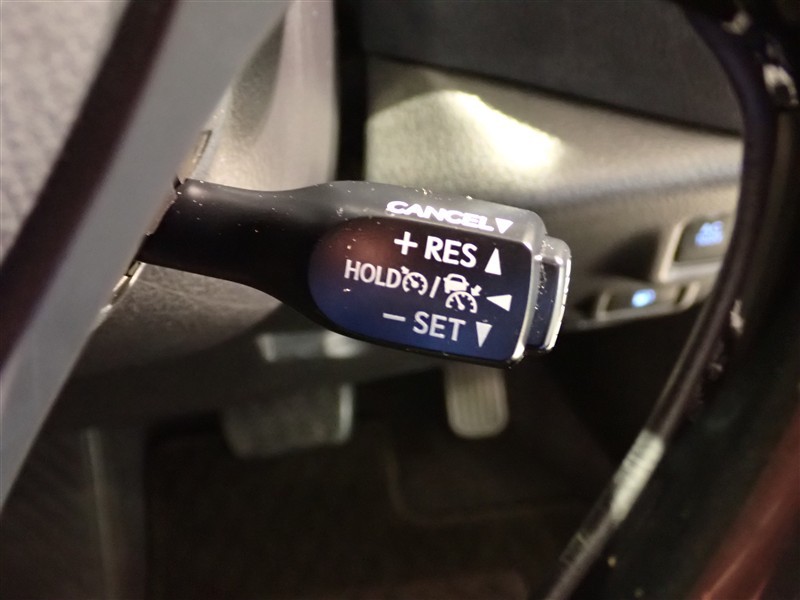 CANCEL▼
+ RES ▲
HOLD / ◀
− SET ▼